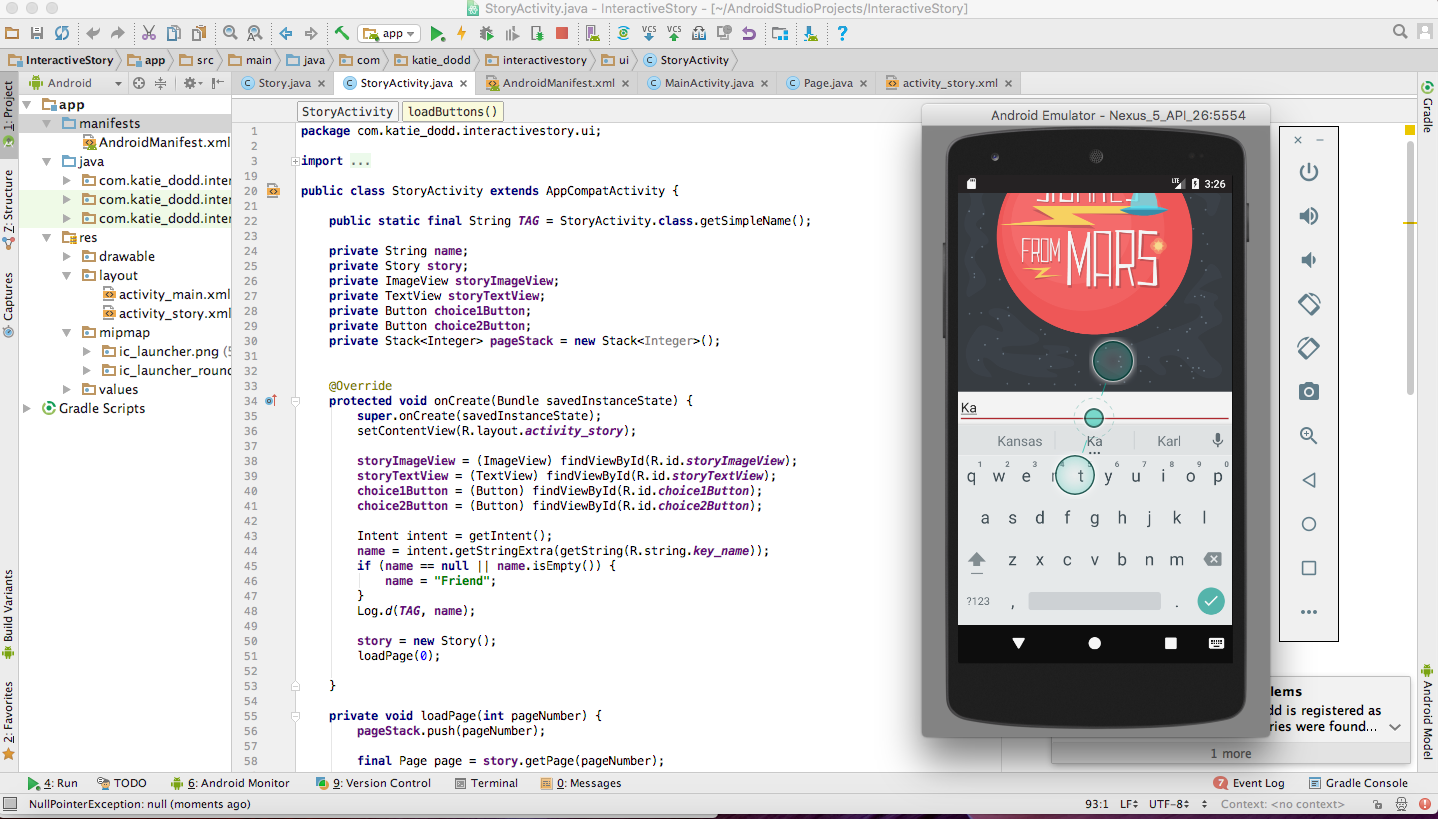 StoryActivity.java - InteractiveStory - [~/AndroidStudioProjects/InteractiveStory]
app
InteractiveStory app src main java com katie_dodd interactivestory ui StoryActivity
Android
Story.java StoryActivity.java AndroidManifest.xml MainActivity.java Page.java activity_story.xml
1: Project
Z: Structure
Captures
Build Variants
2: Favorites
app
manifests
AndroidManifest.xml
java
com.katie_dodd.inter
com.katie_dodd.inter
com.katie_dodd.inter
res
drawable
layout
activity_main.xml
activity_story.xml
mipmap
ic_launcher.png (5
ic_launcher_round
values
Gradle Scripts
StoryActivity loadButtons()
1 package com.katie_dodd.interactivestory.ui;
2
3 import ...
19
20 public class StoryActivity extends AppCompatActivity {
21
22 public static final String TAG = StoryActivity.class.getSimpleName();
23
24 private String name;
25 private Story story;
26 private ImageView storyImageView;
27 private TextView storyTextView;
28 private Button choice1Button;
29 private Button choice2Button;
30 private Stack<Integer> pageStack = new Stack<Integer>();
31
32
33 @Override
34 protected void onCreate(Bundle savedInstanceState) {
35 super.onCreate(savedInstanceState);
36 setContentView(R.layout.activity_story);
37
38 storyImageView = (ImageView) findViewById(R.id.storyImageView);
39 storyTextView = (TextView) findViewById(R.id.storyTextView);
40 choice1Button = (Button) findViewById(R.id.choice1Button);
41 choice2Button = (Button) findViewById(R.id.choice2Button);
42
43 Intent intent = getIntent();
44 name = intent.getStringExtra(getString(R.string.key_name));
45 if (name == null || name.isEmpty()) {
46 name = "Friend";
47 }
48 Log.d(TAG, name);
49
50 story = new Story();
51 loadPage(0);
52
53 }
54
55 private void loadPage(int pageNumber) {
56 pageStack.push(pageNumber);
57
58 final Page page = story.getPage(pageNumber);
Android Emulator - Nexus_5_API_26:5554
LTE 3:26
FROM MARS
Ka
Kansas Ka Karl
1 2 3 4 5 6 7 8 9 0
q w e r t y u i o p
a s d f g h j k l
z x c v b n m
?123 , .
lems
dd is registered as
ries were found...
1 more
Gradle
Android Model
4: Run TODO 6: Android Monitor 9: Version Control Terminal 0: Messages 7 Event Log Gradle Console
NullPointerException: null (moments ago) 93:1 LF UTF-8 Context: <no context>